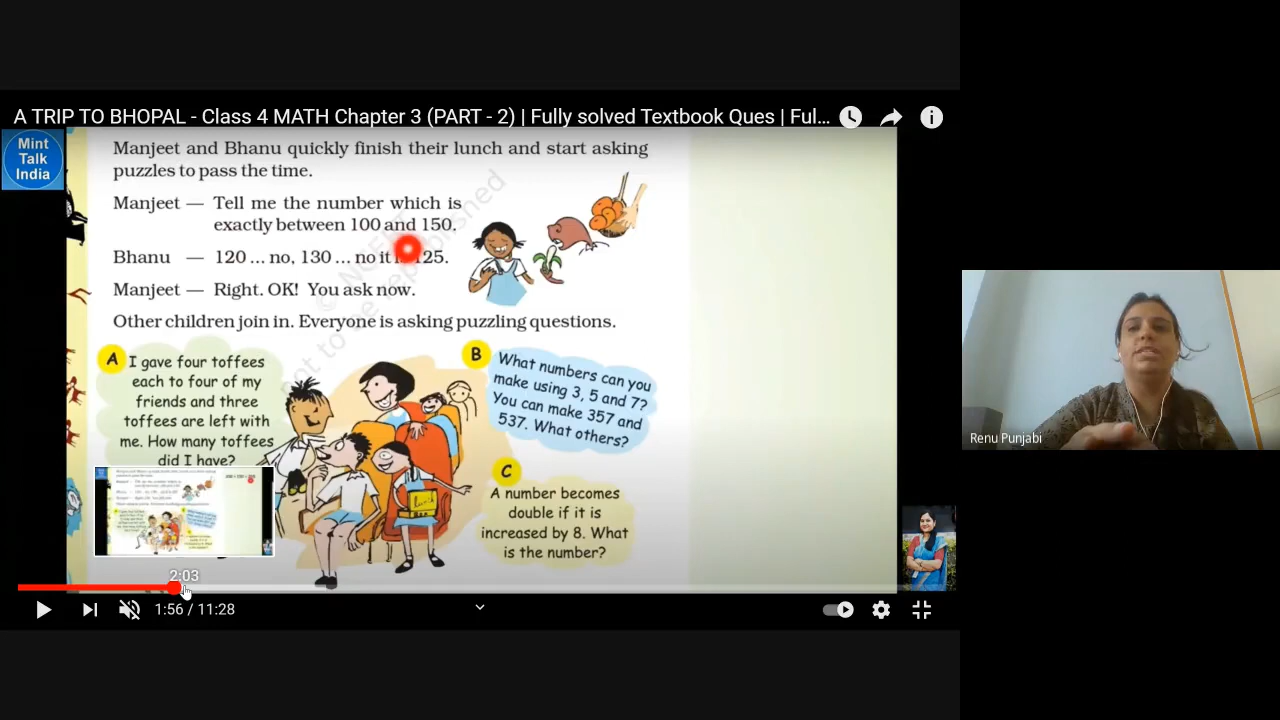 A TRIP TO BHOPAL - Class 4 MATH Chapter 3 (PART - 2) | Fully solved Textbook Ques | Ful...
Mint
Talk
India
Manjeet and Bhanu quickly finish their lunch and start asking
puzzles to pass the time.
Manjeet — Tell me the number which is
exactly between 100 and 150.
Bhanu — 120 ... no, 130 ... no it 125.
Manjeet — Right. OK! You ask now.
Other children join in. Everyone is asking puzzling questions.
A
I gave four toffees
each to four of my
friends and three
toffees are left with
me. How many toffees
did I have?
B
What numbers can you
make using 3, 5 and 7?
You can make 357 and
537. What others?
C
A number becomes
double if it is
increased by 8. What
is the number?
2:03
1:56 / 11:28
Renu Punjabi